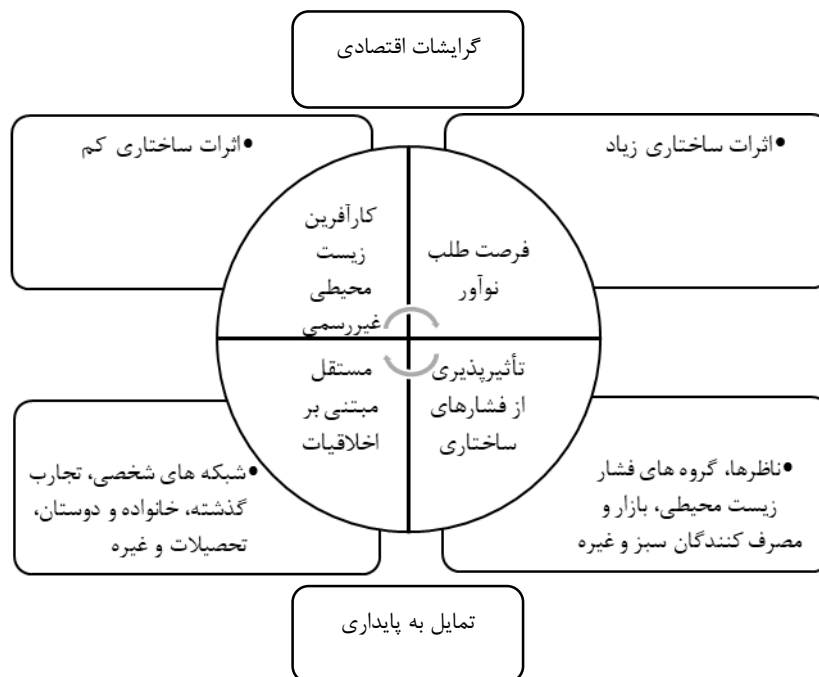 گرایشات اقتصادی
•اثرات ساختاری زیاد
•اثرات ساختاری کم
فرصت طلب
نوآور
کارآفرین
زیست
محیطی
غیررسمی
تأثیرپذیری
از فشارهای
ساختاری
مستقل
مبتنی بر
اخلاقیات
•ناظرها، گروه های فشار
زیست محیطی، بازار و
مصرف کنندگان سبز و غیره
•شبکه های شخصی، تجارب
گذشته، خانواده و دوستان،
تحصیلات و غیره
تمایل به پایداری